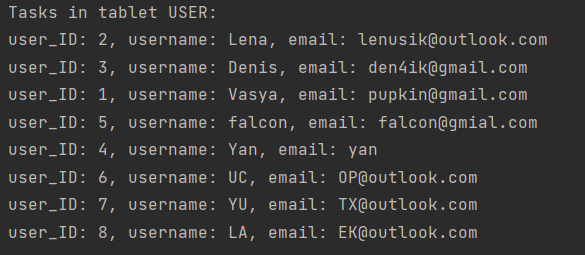 Tasks in tablet USER:
user_ID: 2, username: Lena, email: lenusik@outlook.com
user_ID: 3, username: Denis, email: den4ik@gmail.com
user_ID: 1, username: Vasya, email: pupkin@gmail.com
user_ID: 5, username: falcon, email: falcon@gmial.com
user_ID: 4, username: Yan, email: yan
user_ID: 6, username: UC, email: OP@outlook.com
user_ID: 7, username: YU, email: TX@outlook.com
user_ID: 8, username: LA, email: EK@outlook.com